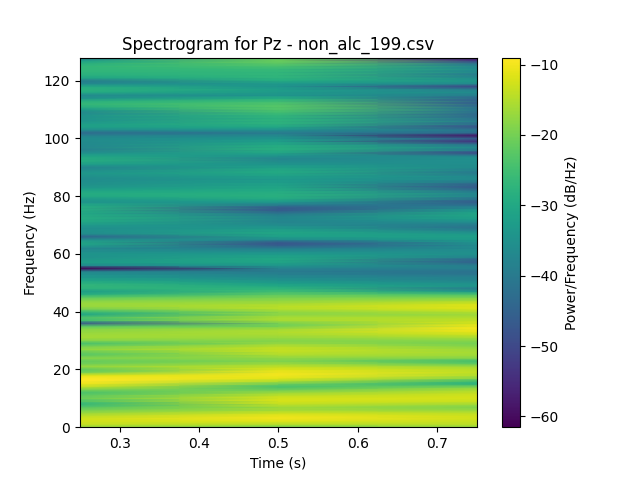 Spectrogram for Pz - non_alc_199.csv
120
100
80
60
40
20
0
Frequency (Hz)
0.3 0.4 0.5 0.6 0.7
Time (s)
−10
−20
−30
−40
−50
−60
Power/Frequency (dB/Hz)